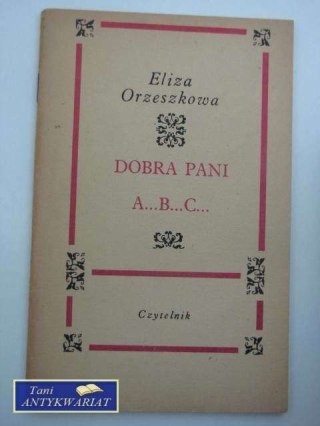 Eliza
Orzeszkowa
DOBRA PANI
A...B...C...
Czytelnik
Tani
ANTYKWARIAT